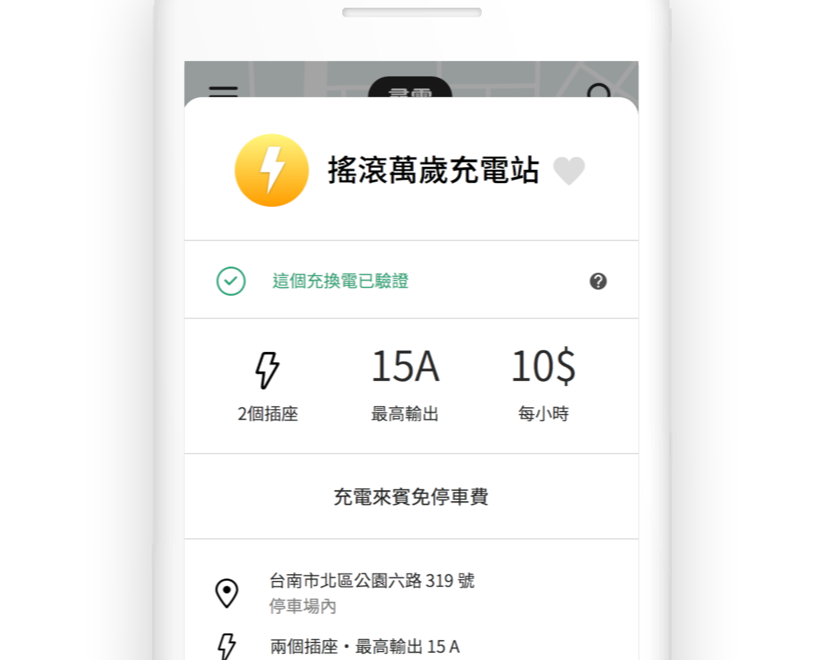 尋電
搖滾萬歲充電站
這個充換電已驗證
15A
10$
2個插座
最高輸出
每小時
充電來賓免停車費
台南市北區公園六路 319 號
停車場內
兩個插座・最高輸出 15 A